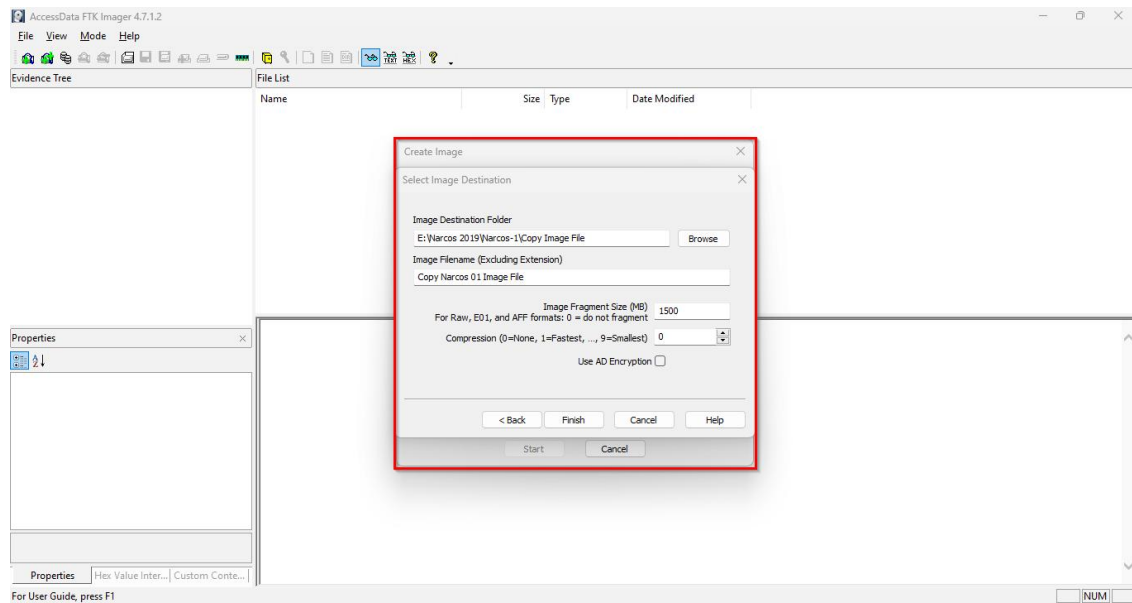 AccessData FTK Imager 4.7.1.2
File View Mode Help
Evidence Tree
File List
Name Size Type Date Modified
Create Image
Select Image Destination
Image Destination Folder
E:\Narcos 2019\Narcos-1\Copy Image File Browse
Image Filename (Excluding Extension)
Copy Narcos 01 Image File
Image Fragment Size (MB)
For Raw, E01, and AFF formats: 0 = do not fragment
1500
Compression (0=None, 1=Fastest, ..., 9=Smallest) 0
Use AD Encryption
< Back Finish Cancel Help
Start Cancel
Properties
Properties Hex Value Inter... Custom Conte...
For User Guide, press F1
NUM